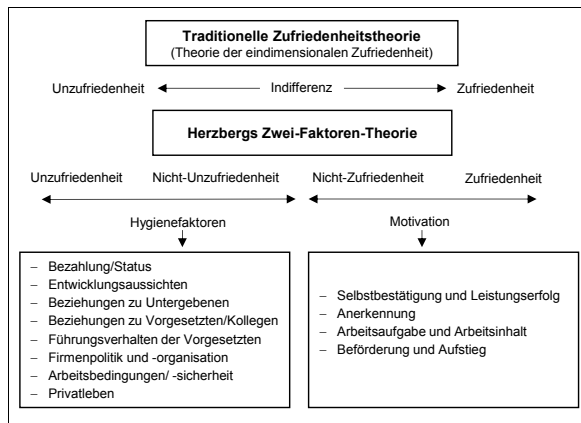 Traditionelle Zufriedenheitstheorie
(Theorie der eindimensionalen Zufriedenheit)
Unzufriedenheit Indifferenz Zufriedenheit
Herzbergs Zwei-Faktoren-Theorie
Unzufriedenheit Nicht-Unzufriedenheit Nicht-Zufriedenheit Zufriedenheit
Hygienefaktoren Motivation
– Bezahlung/Status
– Entwicklungsaussichten
– Beziehungen zu Untergebenen
– Beziehungen zu Vorgesetzten/Kollegen
– Führungsverhalten der Vorgesetzten
– Firmenpolitik und -organisation
– Arbeitsbedingungen/ -sicherheit
– Privatleben
– Selbstbestätigung und Leistungserfolg
– Anerkennung
– Arbeitsaufgabe und Arbeitsinhalt
– Beförderung und Aufstieg